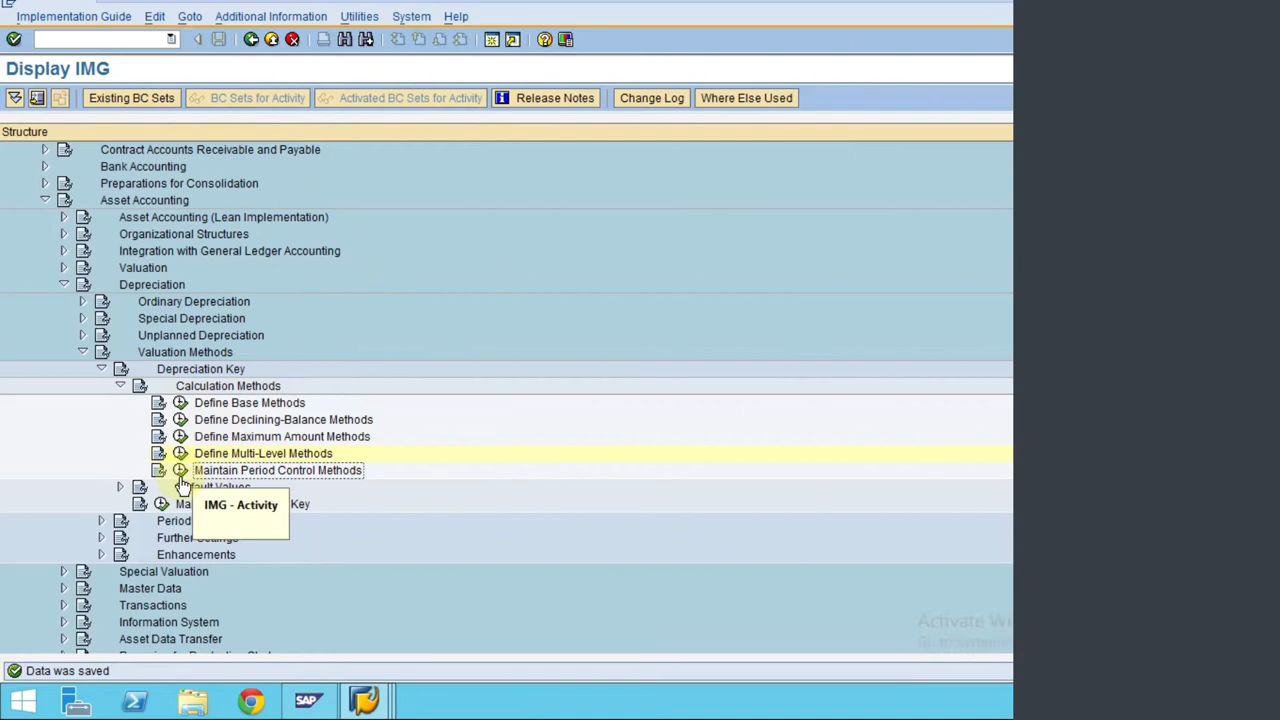 Implementation Guide Edit Goto Additional Information Utilities System Help
Display IMG
Existing BC Sets BC Sets for Activity Activated BC Sets for Activity Release Notes Change Log Where Else Used
Structure
Contract Accounts Receivable and Payable
Bank Accounting
Preparations for Consolidation
Asset Accounting
Asset Accounting (Lean Implementation)
Organizational Structures
Integration with General Ledger Accounting
Valuation
Depreciation
Ordinary Depreciation
Special Depreciation
Unplanned Depreciation
Valuation Methods
Depreciation Key
Calculation Methods
Define Base Methods
Define Declining-Balance Methods
Define Maximum Amount Methods
Define Multi-Level Methods
Maintain Period Control Methods
Key
IMG - Activity
Period
Further Settings
Enhancements
Special Valuation
Master Data
Transactions
Information System
Asset Data Transfer
Activate
Data was saved
SAP